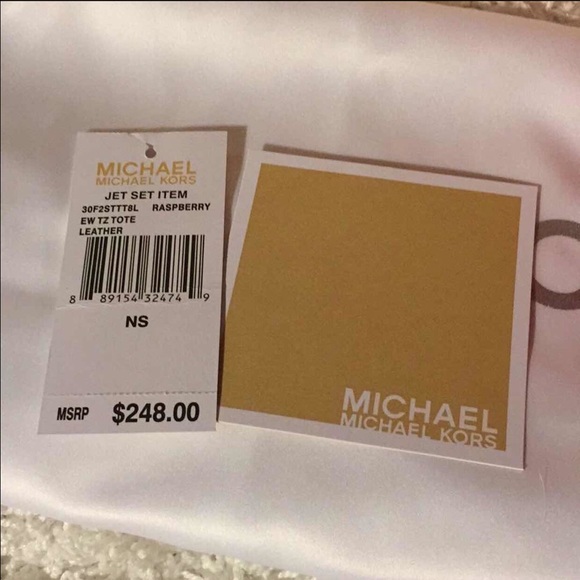 MICHAEL
MICHAEL KORS
JET SET ITEM
30F2STTT8L RASPBERRY
EW TZ TOTE
LEATHER
8 89154 32474 9
NS
MSRP $248.00
MICHAEL
MICHAEL KORS
O